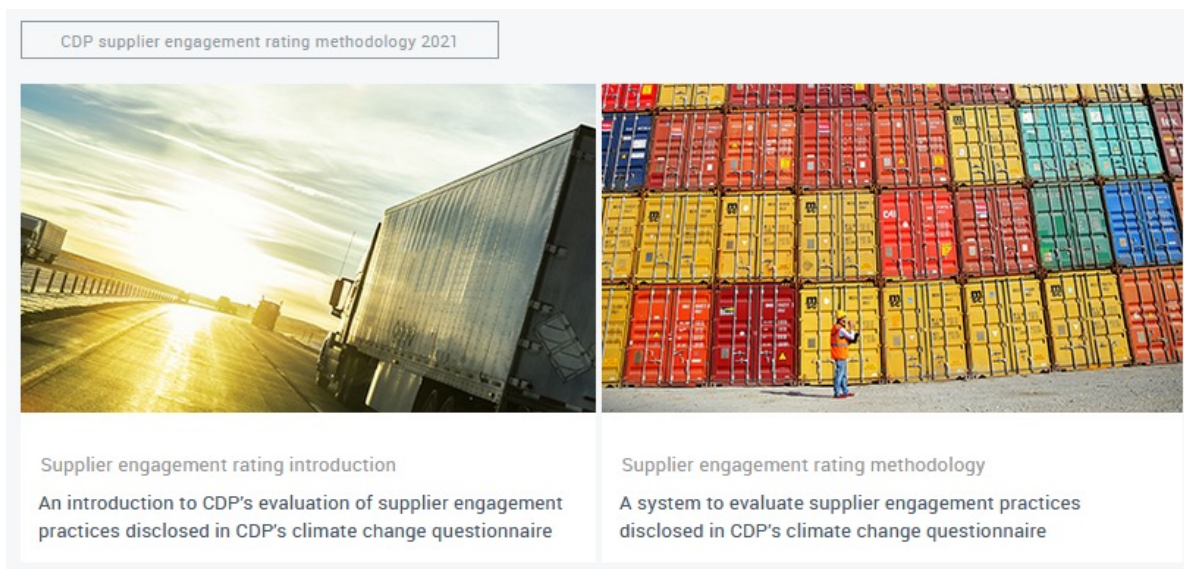 CDP supplier engagement rating methodology 2021
Supplier engagement rating introduction
An introduction to CDP's evaluation of supplier engagement
practices disclosed in CDP's climate change questionnaire
Supplier engagement rating methodology
A system to evaluate supplier engagement practices
disclosed in CDP's climate change questionnaire